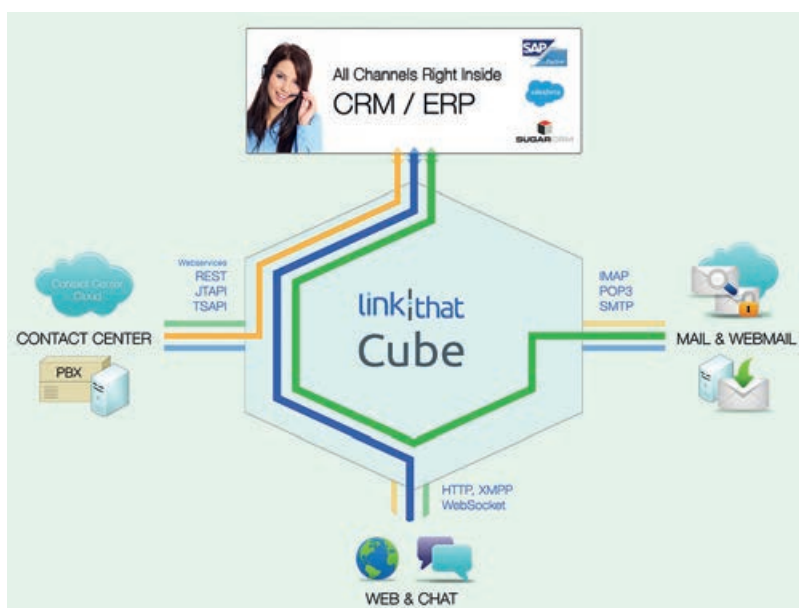 All Channels Right Inside
CRM / ERP
SAP
salesforce
SUGARCRM
Webservices
REST
JTAPI
TSAPI
Contact Center
Cloud
CONTACT CENTER
PBX
link that
Cube
IMAP
POP3
SMTP
MAIL & WEBMAIL
HTTP, XMPP
WebSocket
WEB & CHAT